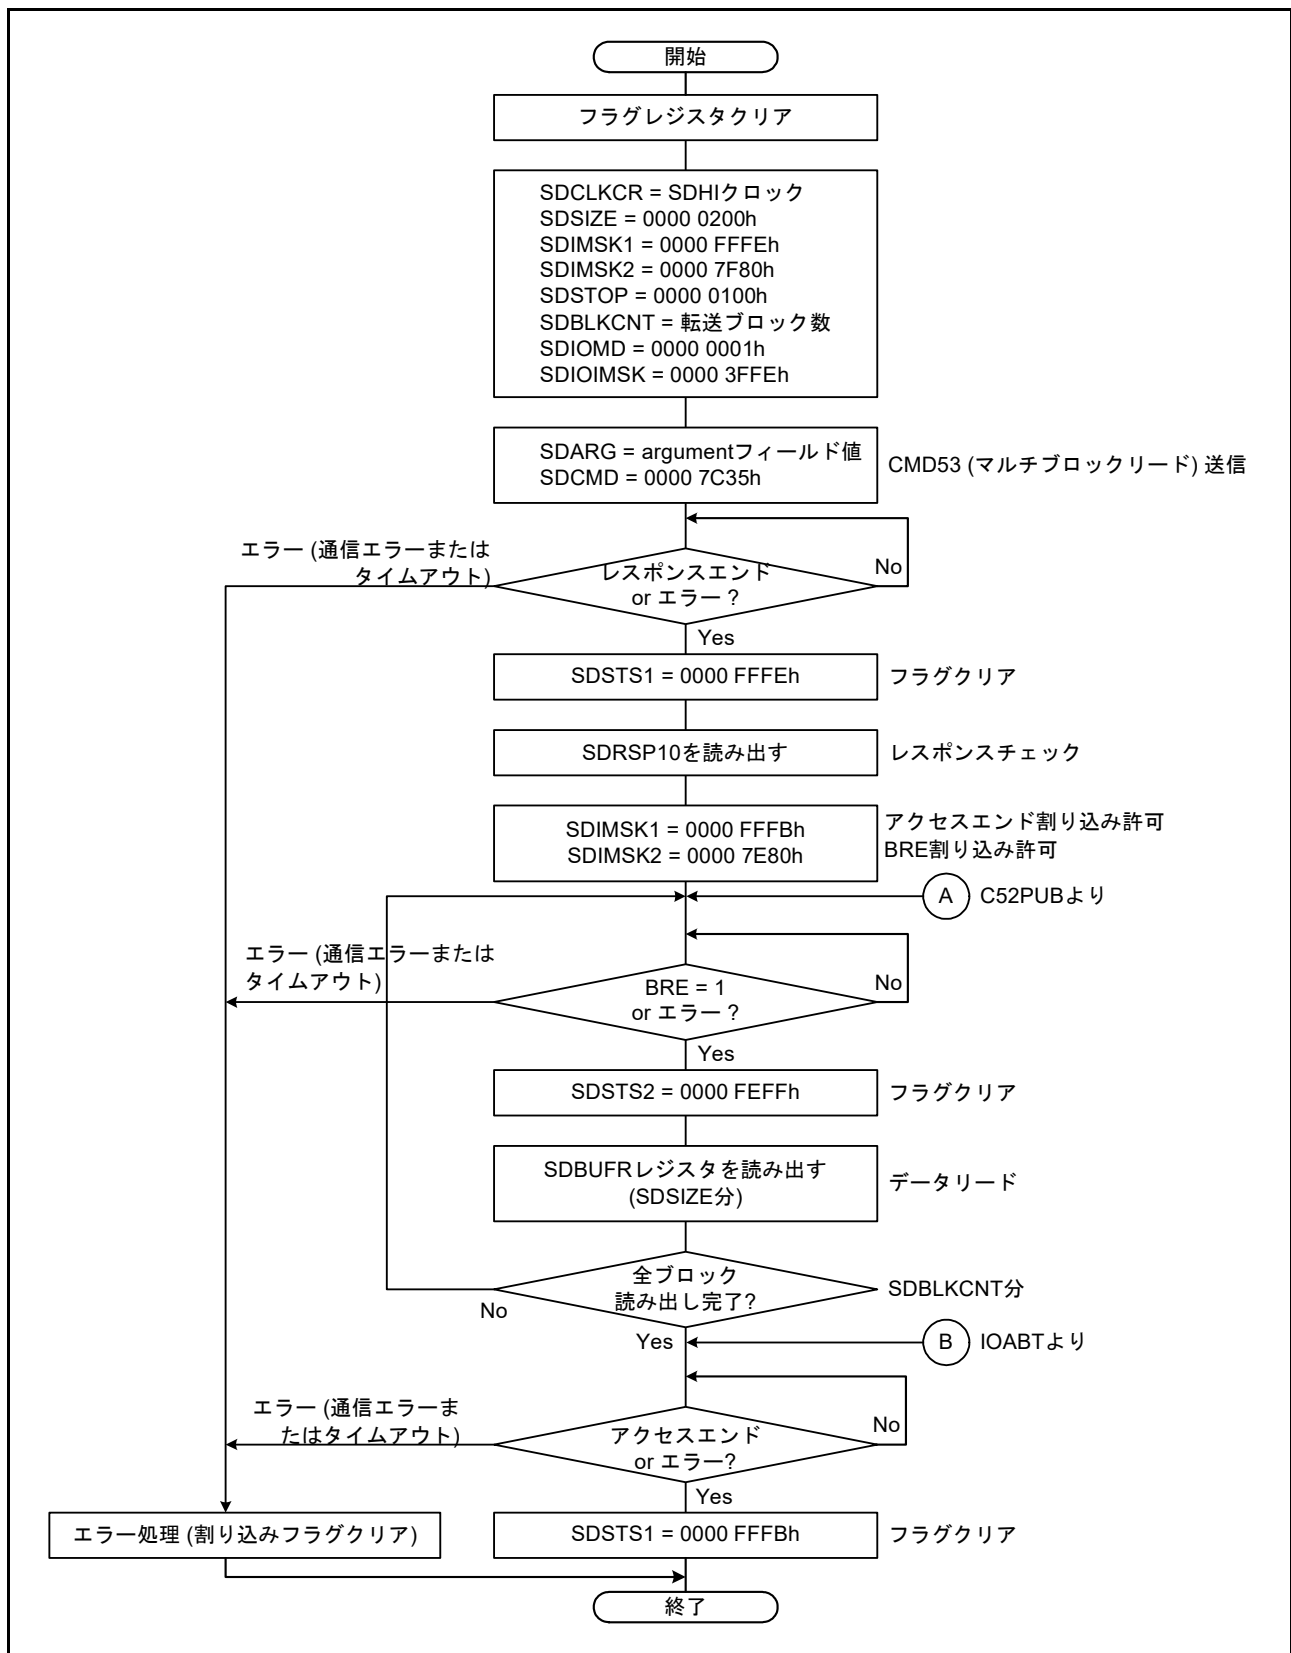 開始
フラグレジスタクリア
SDCLKCR = SDHIクロック
SDSIZE = 0000 0200h
SDIMSK1 = 0000 FFFEh
SDIMSK2 = 0000 7F80h
SDSTOP = 0000 0100h
SDBLKCNT = 転送ブロック数
SDIOMD = 0000 0001h
SDIOIMSK = 0000 3FFEh
SDARG = argumentフィールド値
SDCMD = 0000 7C35h
CMD53 (マルチブロックリード) 送信
エラー (通信エラーまたは
タイムアウト)
レスポンスエンド
or エラー ?
No
Yes
SDSTS1 = 0000 FFFEh
フラグクリア
SDRSP10を読み出す
レスポンスチェック
SDIMSK1 = 0000 FFFBh
SDIMSK2 = 0000 7E80h
アクセスエンド割り込み許可
BRE割り込み許可
A
C52PUBより
エラー (通信エラーまたは
タイムアウト)
BRE = 1
or エラー ?
No
Yes
SDSTS2 = 0000 FEFFh
フラグクリア
SDBUFRレジスタを読み出す
(SDSIZE分)
データリード
全ブロック
読み出し完了?
SDBLKCNT分
No
Yes
B
IOABTより
エラー (通信エラーま
たはタイムアウト)
アクセスエンド
or エラー?
No
Yes
エラー処理 (割り込みフラグクリア)
SDSTS1 = 0000 FFFBh
フラグクリア
終了